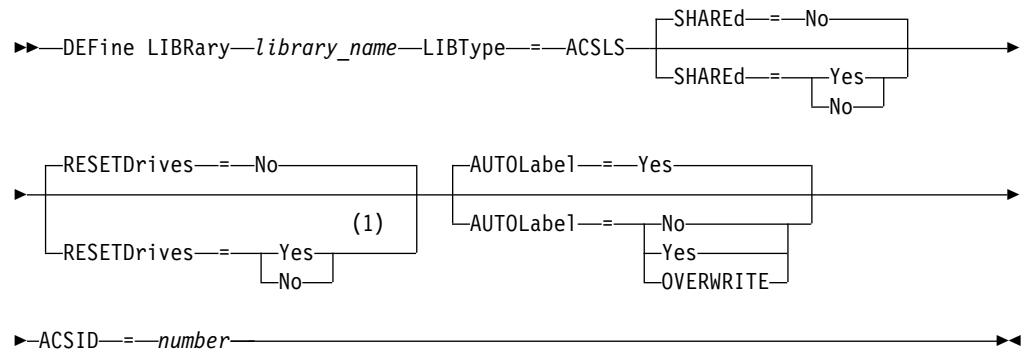 SHAREd = No
DEFine LIBRary library_name LIBType = ACSLS
SHAREd = Yes
No
RESETDrives = No
AUTOLabel = Yes
(1)
RESETDrives = Yes
No
AUTOLabel = No
Yes
OVERWRITE
ACSID = number